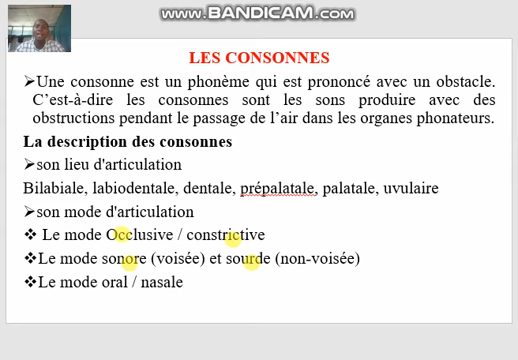 www.BANDICAM.com
LES CONSONNES
➢Une consonne est un phonème qui est prononcé avec un obstacle.
C’est-à-dire les consonnes sont les sons produire avec des
obstructions pendant le passage de l’air dans les organes phonateurs.
La description des consonnes
➢son lieu d'articulation
Bilabiale, labiodentale, dentale, prépalatale, palatale, uvulaire
➢son mode d'articulation
❖ Le mode Occlusive / constrictive
❖Le mode sonore (voisée) et sourde (non-voisée)
❖Le mode oral / nasale